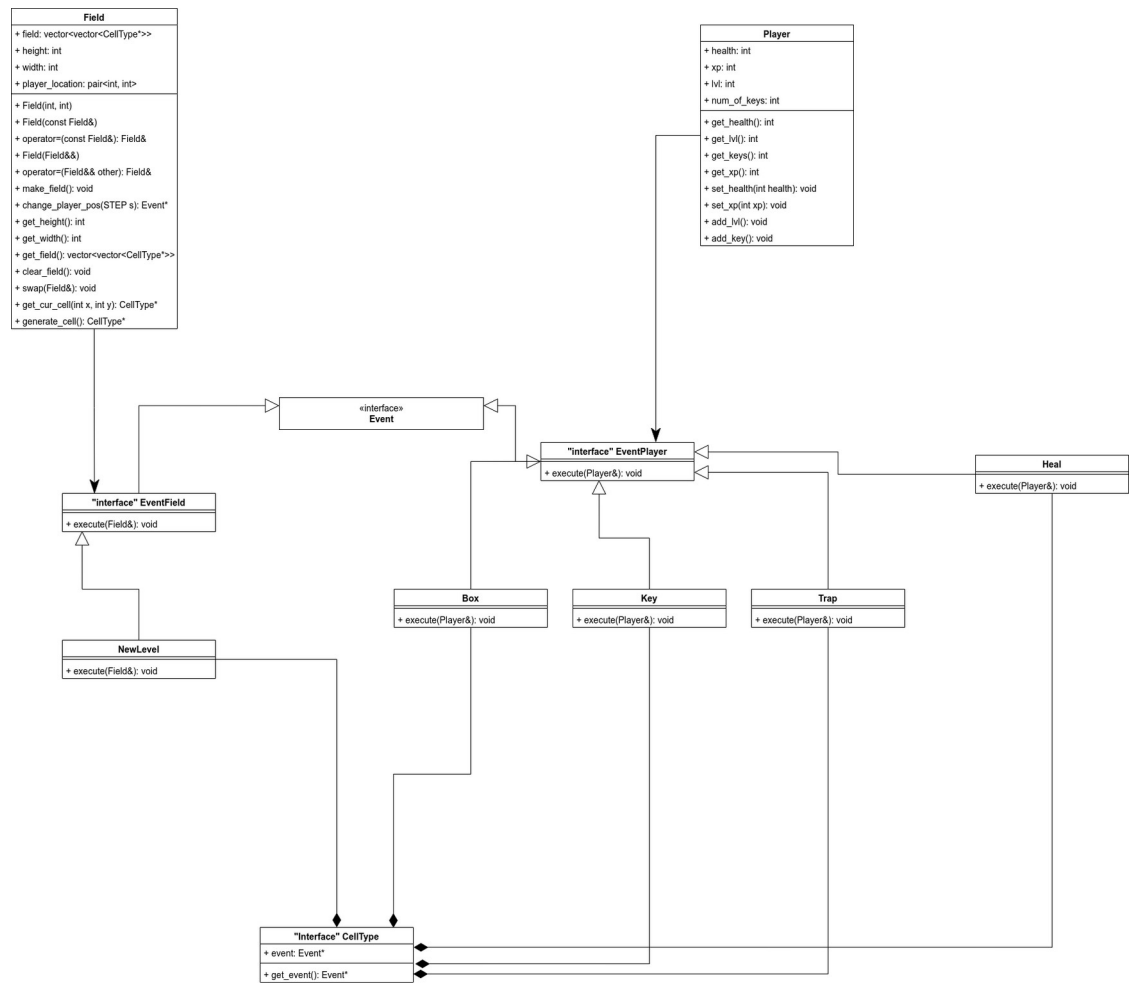 Field
+ field: vector<vector<CellType*>>
+ height: int
+ width: int
+ player_location: pair<int, int>
+ Field(int, int)
+ Field(const Field&)
+ operator=(const Field&): Field&
+ Field(Field&&)
+ operator=(Field&& other): Field&
+ make_field(): void
+ change_player_pos(STEP s): Event*
+ get_height(): int
+ get_width(): int
+ get_field(): vector<vector<CellType*>>
+ clear_field(): void
+ swap(Field&): void
+ get_cur_cell(int x, int y): CellType*
+ generate_cell(): CellType*
Player
+ health: int
+ xp: int
+ lvl: int
+ num_of_keys: int
+ get_health(): int
+ get_lvl(): int
+ get_keys(): int
+ get_xp(): int
+ set_health(int health): void
+ set_xp(int xp): void
+ add_lvl(): void
+ add_key(): void
«interface»
Event
"interface" EventPlayer
+ execute(Player&): void
Heal
+ execute(Player&): void
"interface" EventField
+ execute(Field&): void
Box
+ execute(Player&): void
Key
+ execute(Player&): void
Trap
+ execute(Player&): void
NewLevel
+ execute(Field&): void
"Interface" CellType
+ event: Event*
+ get_event(): Event*